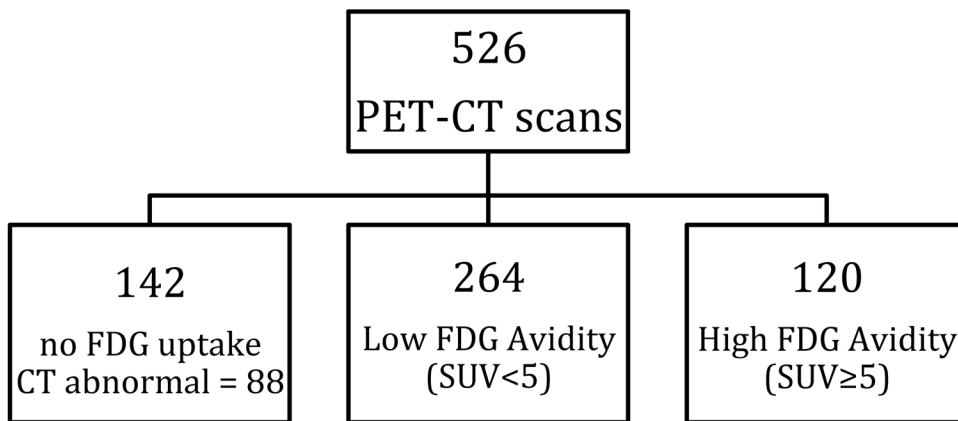 526
PET-CT scans
142
no FDG uptake
CT abnormal = 88
264
Low FDG Avidity
(SUV<5)
120
High FDG Avidity
(SUV≥5)